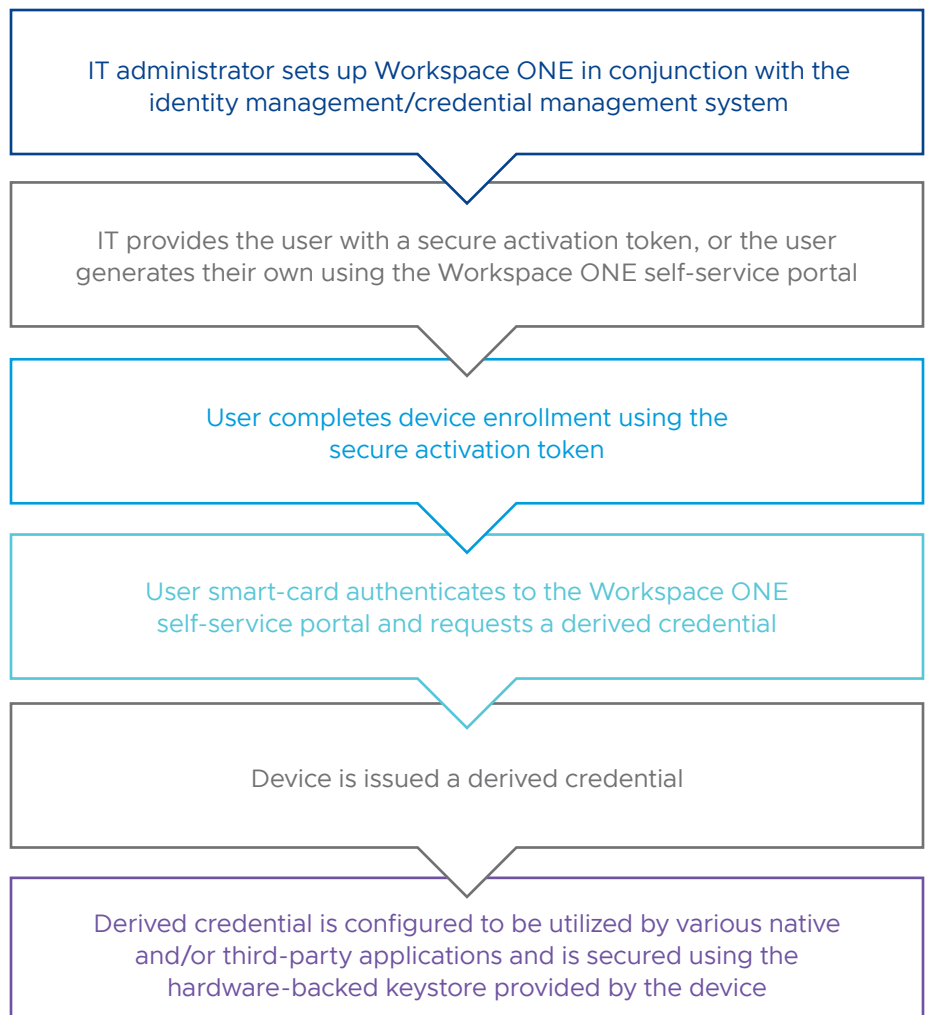 IT administrator sets up Workspace ONE in conjunction with the
identity management/credential management system
IT provides the user with a secure activation token, or the user
generates their own using the Workspace ONE self-service portal
User completes device enrollment using the
secure activation token
User smart-card authenticates to the Workspace ONE
self-service portal and requests a derived credential
Device is issued a derived credential
Derived credential is configured to be utilized by various native
and/or third-party applications and is secured using the
hardware-backed keystore provided by the device